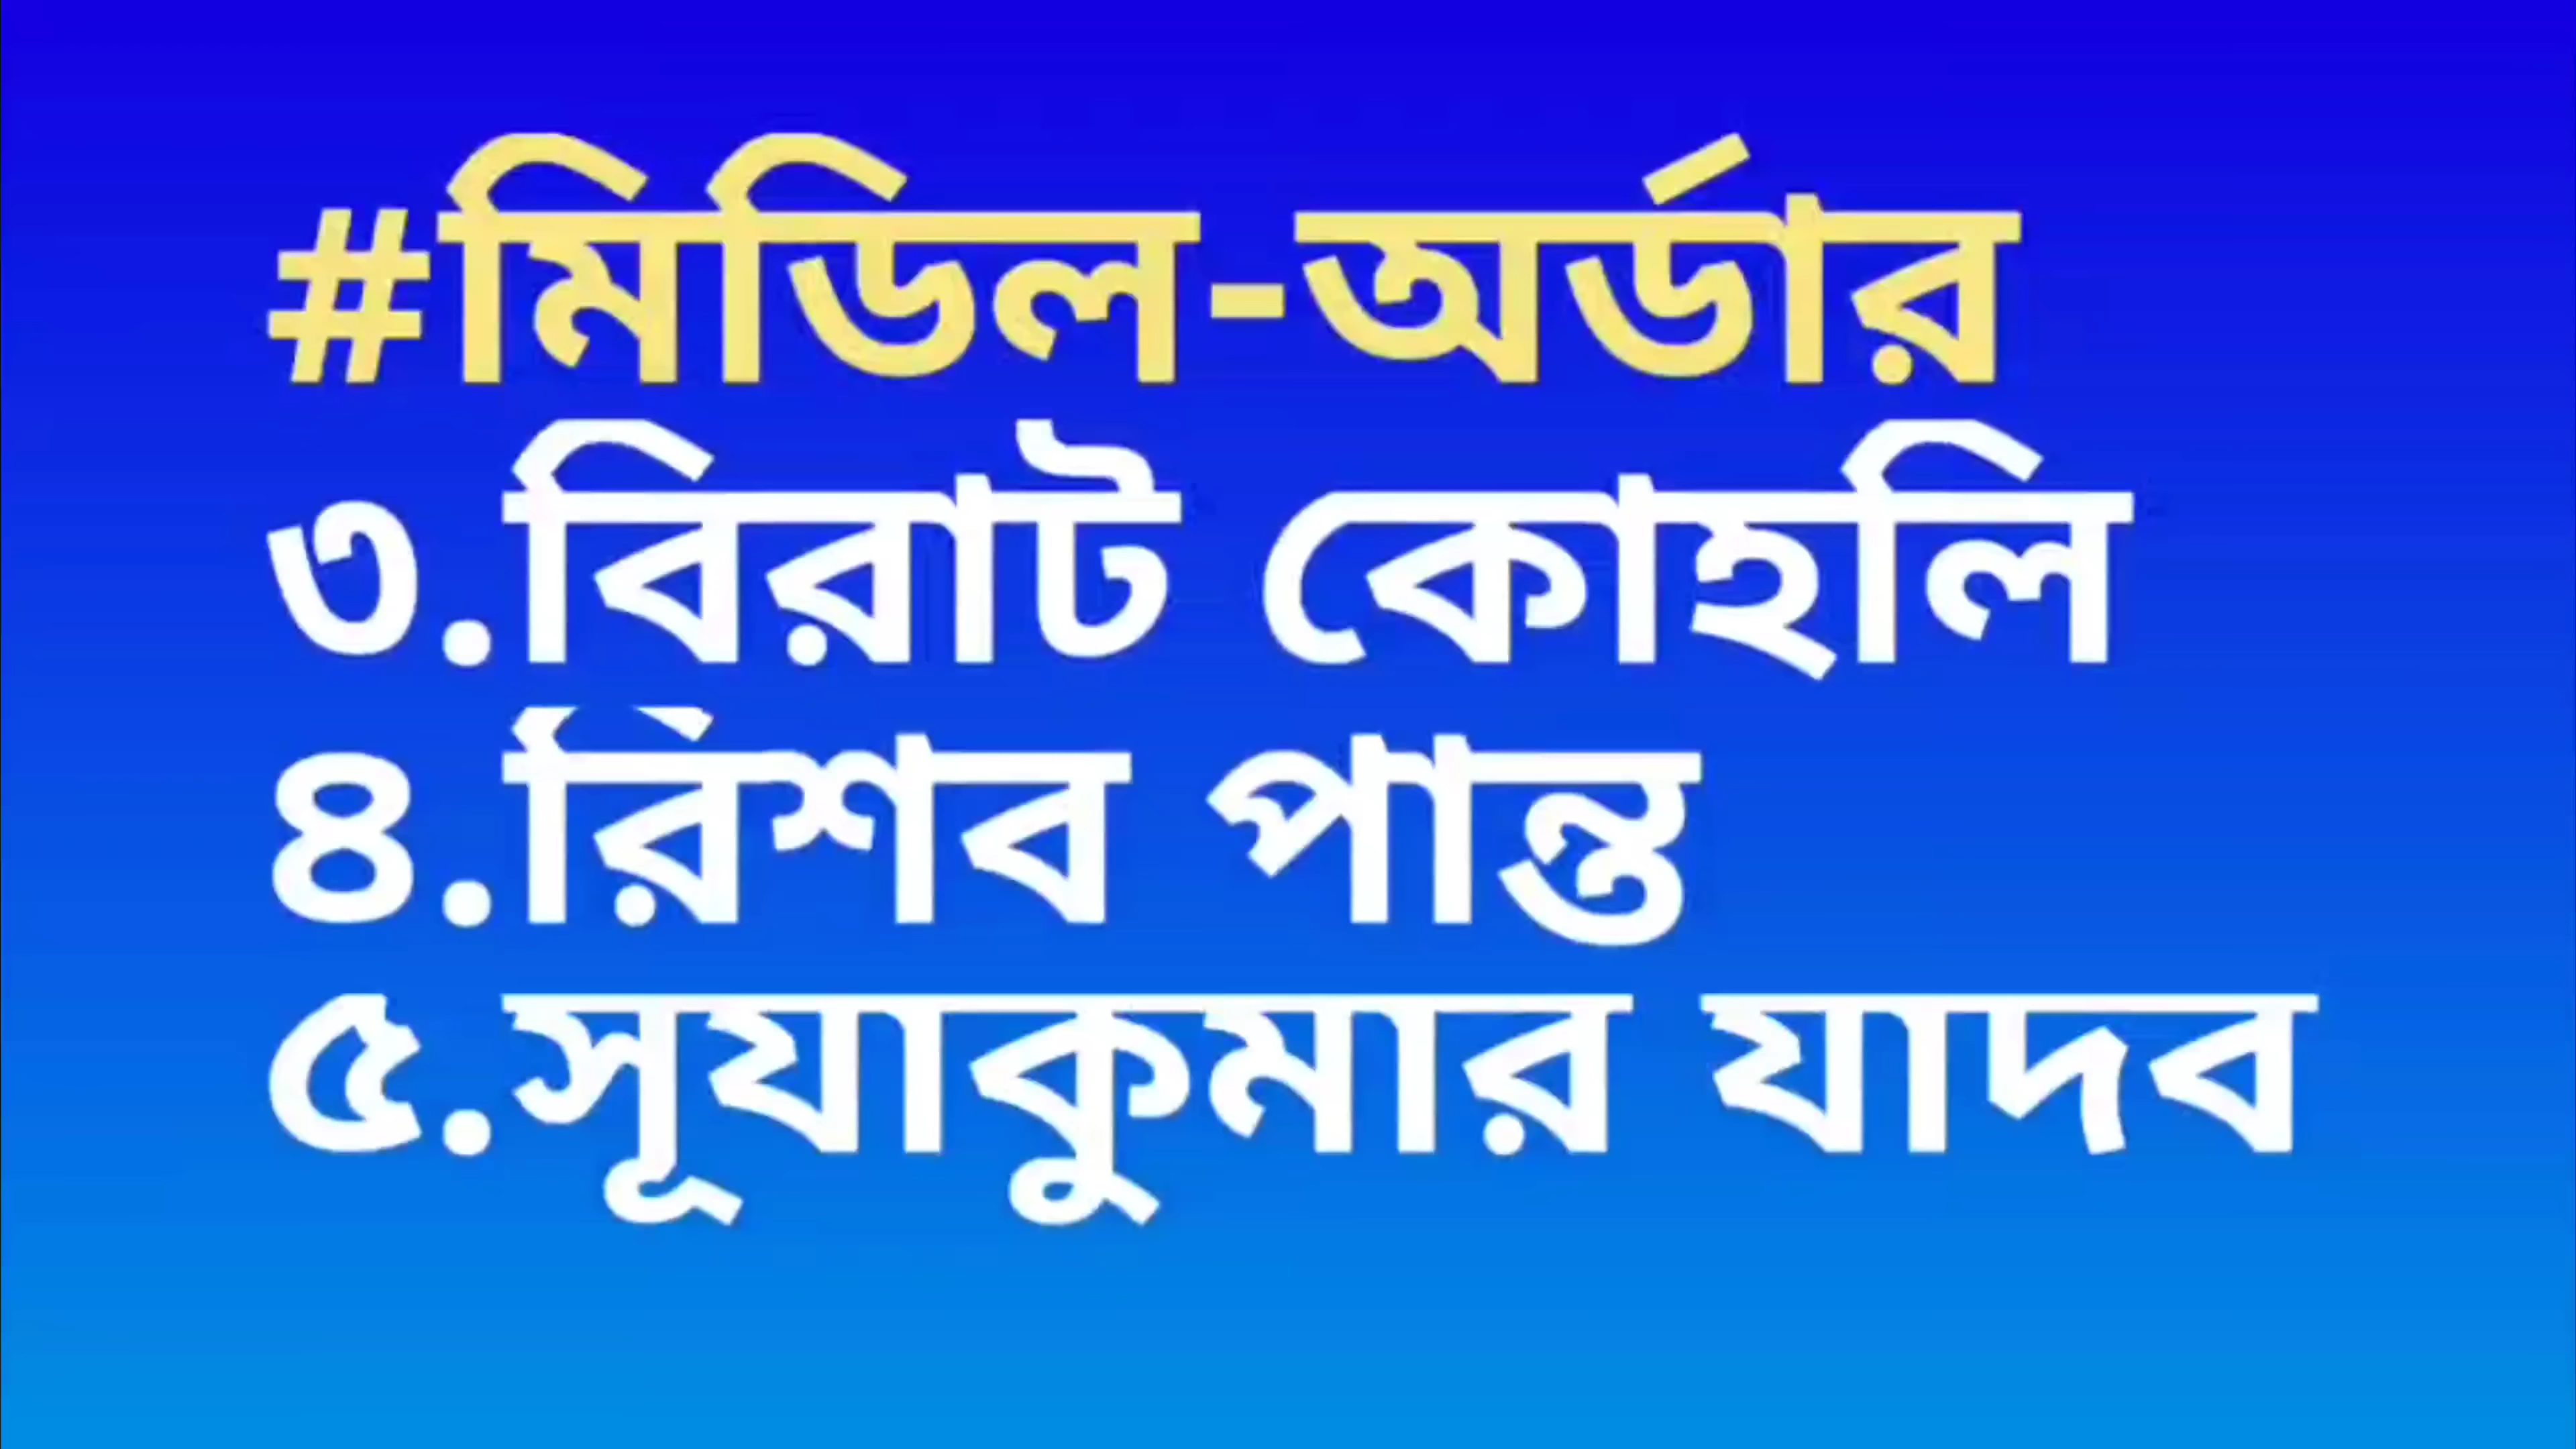 #মিডিল-অর্ডার
৩.বিরাট কোহলি
৪.রিশব পান্ত
৫.সূযাকুমার যাদব